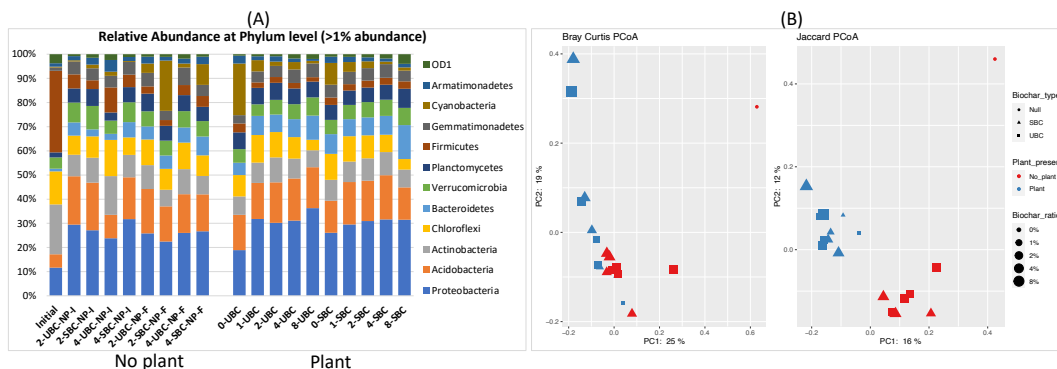 (A)
Relative Abundance at Phylum level (>1% abundance)
100%
90%
80%
70%
60%
50%
40%
30%
20%
10%
0%
OD1
Armatimonadetes
Cyanobacteria
Gemmatimonadetes
Firmicutes
Planctomycetes
Verrucomicrobia
Bacteroidetes
Chloroflexi
Actinobacteria
Acidobacteria
Proteobacteria
Initial
2-UBC-NP-I
2-SBC-NP-I
4-UBC-NP-I
4-SBC-NP-I
2-UBC-NP-F
2-SBC-NP-F
4-UBC-NP-F
4-SBC-NP-F
0-UBC
1-UBC
2-UBC
4-UBC
8-UBC
0-SBC
1-SBC
2-SBC
4-SBC
8-SBC
No plant
Plant
(B)
Bray Curtis PCoA
0.4
0.2
0.0
-0.2
PC2: 19 %
-0.2
0.0
0.2
0.4
0.6
PC1: 25 %
Jaccard PCoA
0.4
0.2
0.0
PC2: 12 %
-0.2
0.0
0.2
0.4
PC1: 16 %
Biochar_type
Null
SBC
UBC
Plant_presen
No_plant
Plant
Biochar_ratio
0%
1%
2%
4%
8%